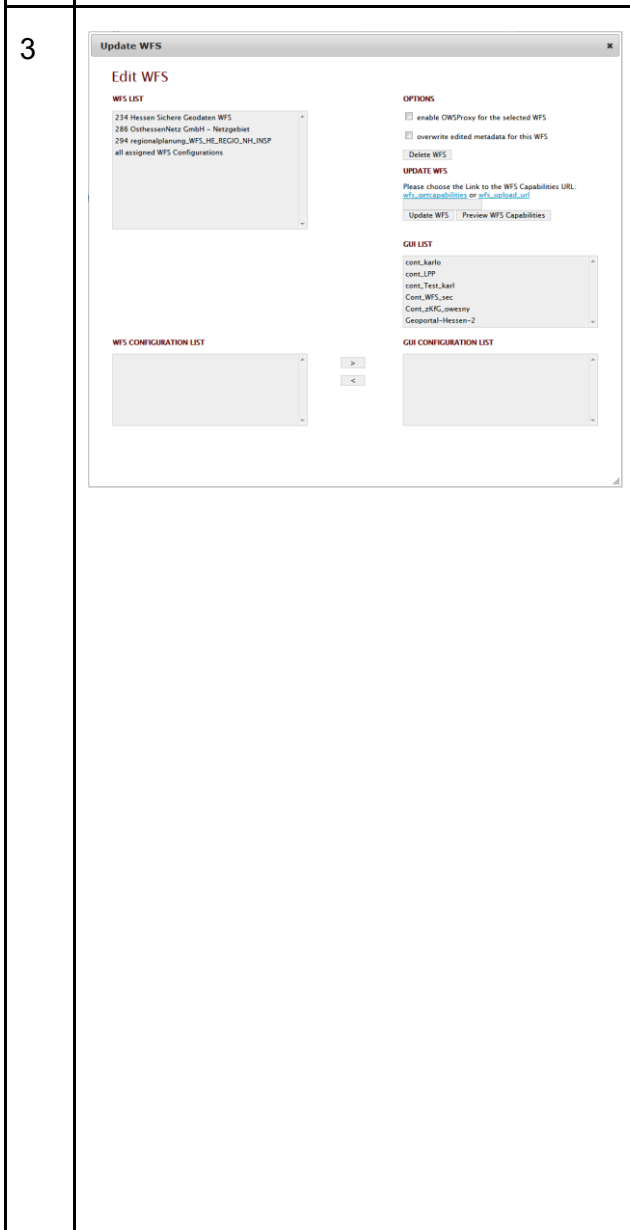 3
Update WFS
Edit WFS
WFS LIST
234 Hessen Sichere Geodaten WFS
286 OsthessenNetz GmbH – Netzgebiet
294 regionalplanung_WFS_HE_REGIO_NH_INSP
all assigned WFS Configurations
OPTIONS
enable OWSProxy for the selected WFS
overwrite edited metadata for this WFS
Delete WFS
UPDATE WFS
Please choose the Link to the WFS Capabilities URL:
wfs_getcapabilities or wfs_upload_url
Update WFS Preview WFS Capabilities
GUI LIST
cont_karlo
cont_LPP
cont_Test_karl
Cont_WFS_sec
Cont_zKfG_owesny
Geoportal-Hessen-2
WFS CONFIGURATION LIST
>
<
GUI CONFIGURATION LIST